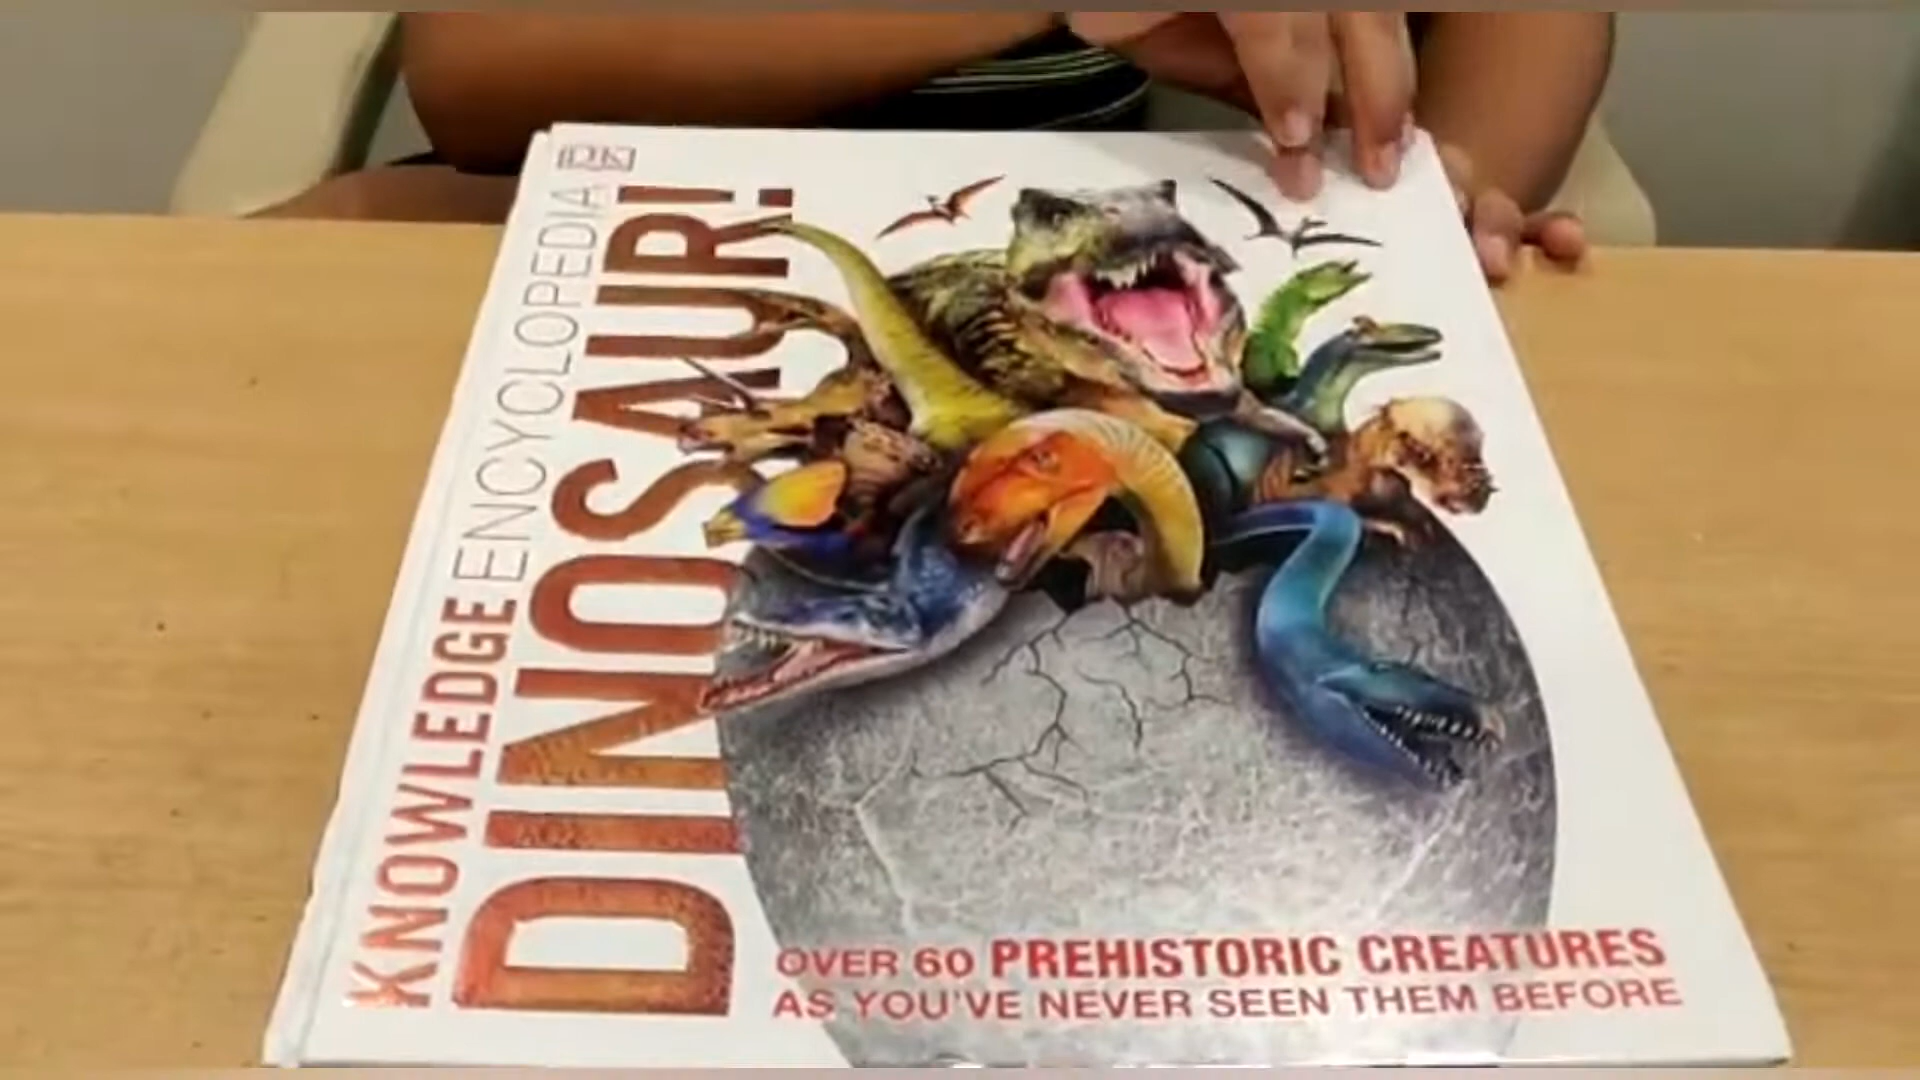 DK
KNOWLEDGE ENCYCLOPEDIA
DINOSAUR!
OVER 60 PREHISTORIC CREATURES
AS YOU'VE NEVER SEEN THEM BEFORE